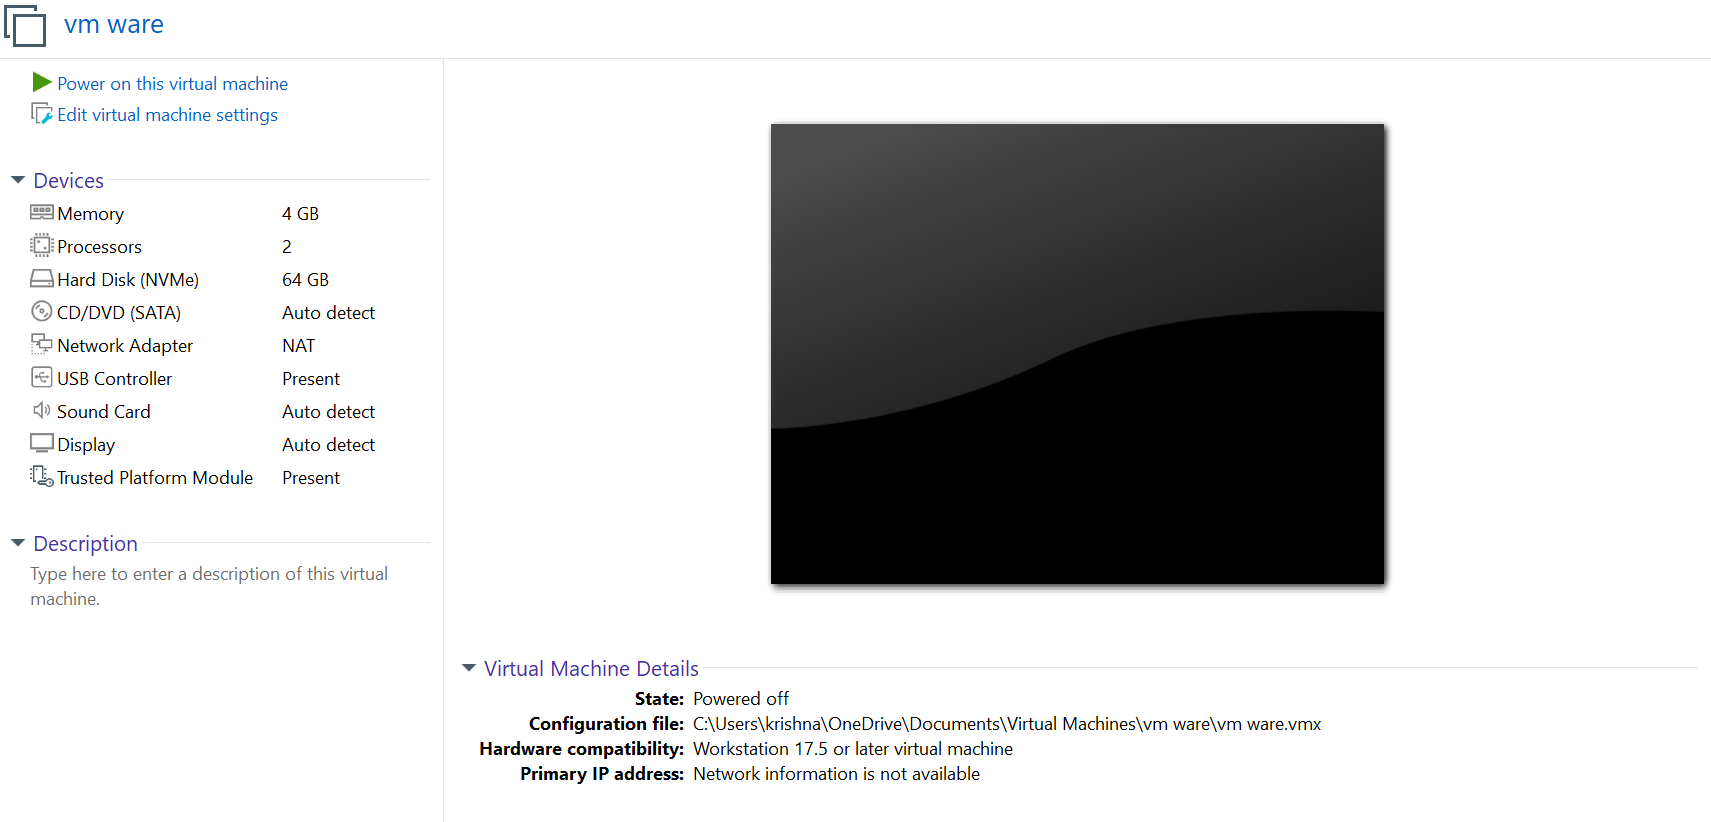 vm ware
Power on this virtual machine
Edit virtual machine settings
Devices
Memory 4 GB
Processors 2
Hard Disk (NVMe) 64 GB
CD/DVD (SATA) Auto detect
Network Adapter NAT
USB Controller Present
Sound Card Auto detect
Display Auto detect
Trusted Platform Module Present
Description
Type here to enter a description of this virtual
machine.
Virtual Machine Details
State: Powered off
Configuration file: C:\Users\krishna\OneDrive\Documents\Virtual Machines\vm ware\vm ware.vmx
Hardware compatibility: Workstation 17.5 or later virtual machine
Primary IP address: Network information is not available